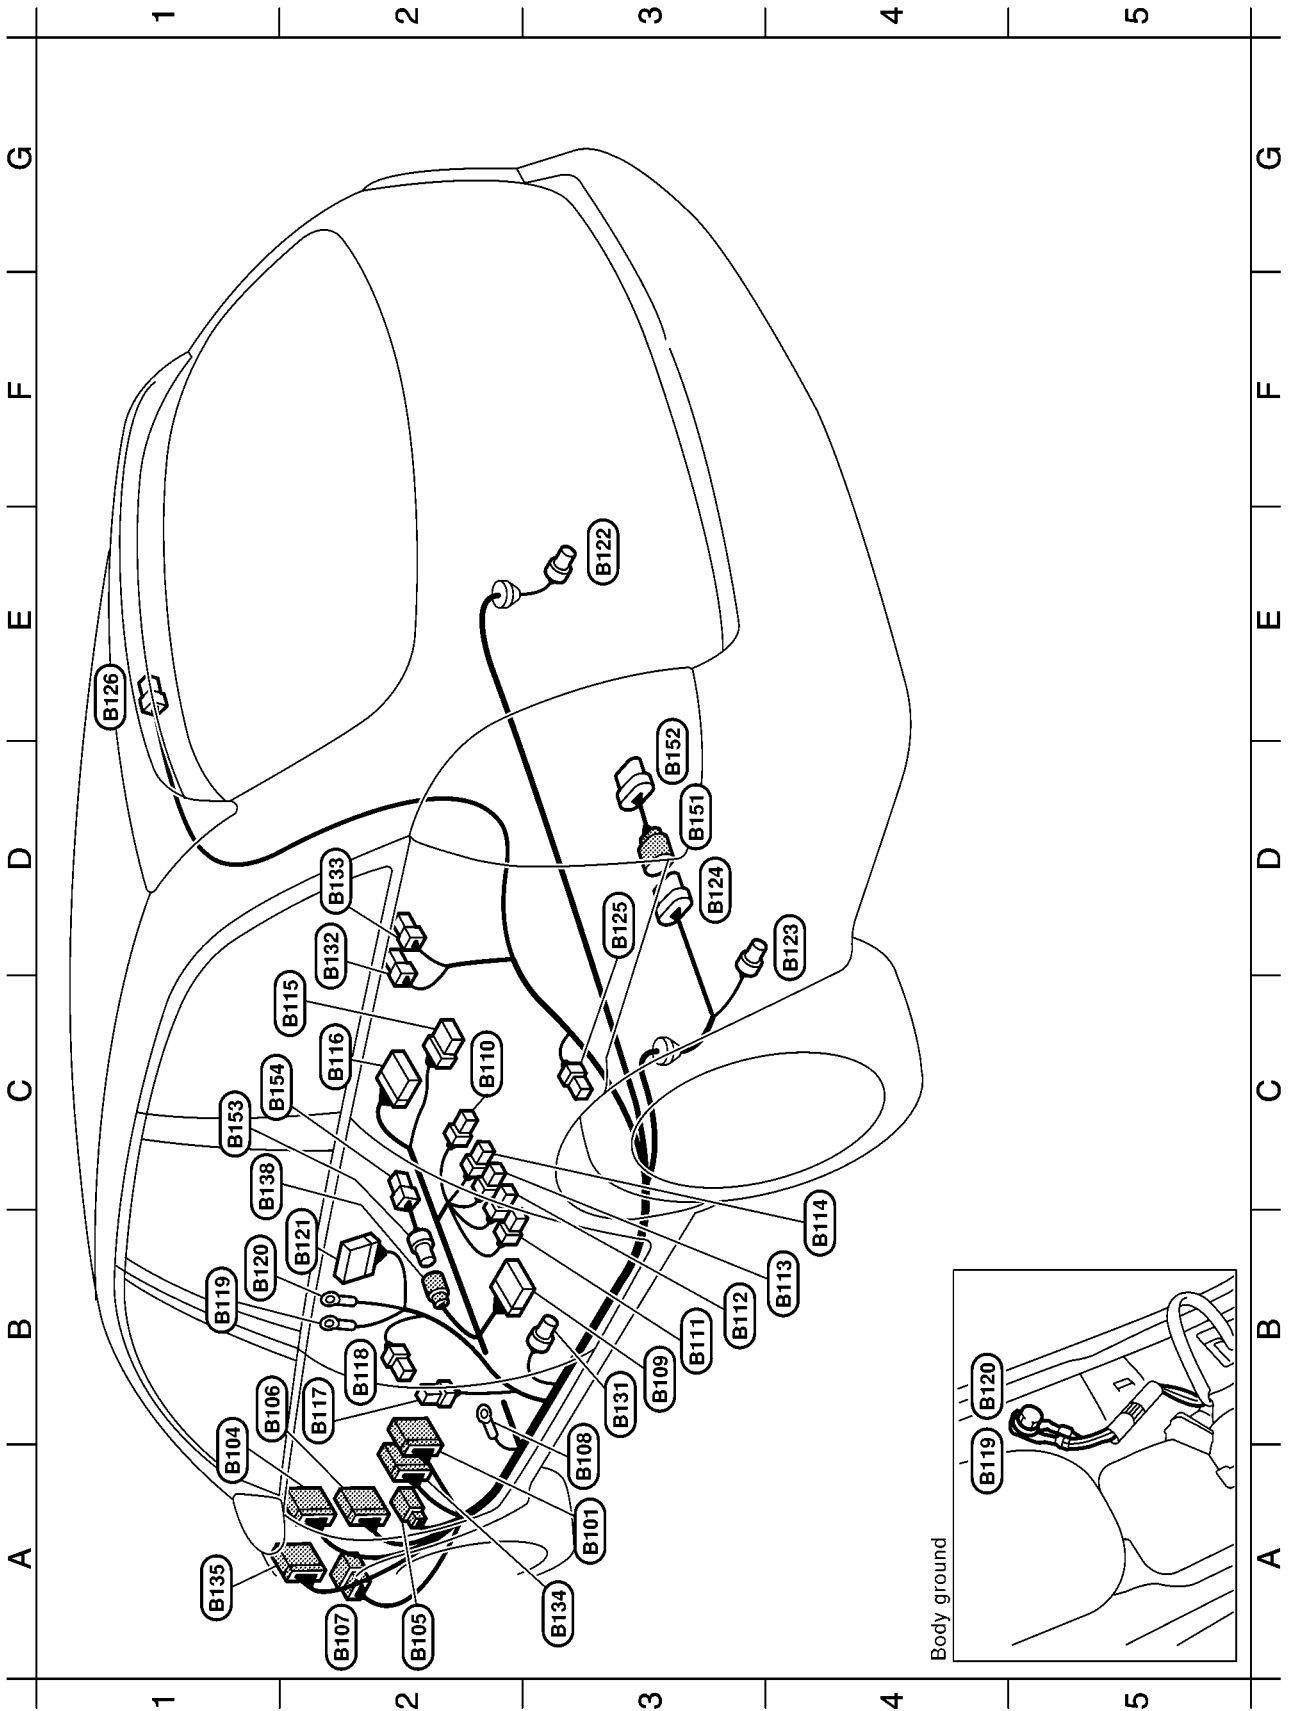 1
2
3
4
5
G
G
F
F
E
E
D
D
C
C
B
B
A
A
B126
B122
B152
B151
B124
B123
B125
B133
B132
B115
B116
B110
B154
B153
B138
B121
B120
B119
B118
B117
B106
B104
B114
B113
B112
B111
B109
B131
B108
B101
B134
B135
B107
B105
Body ground
B120
B119
1
2
3
4
5